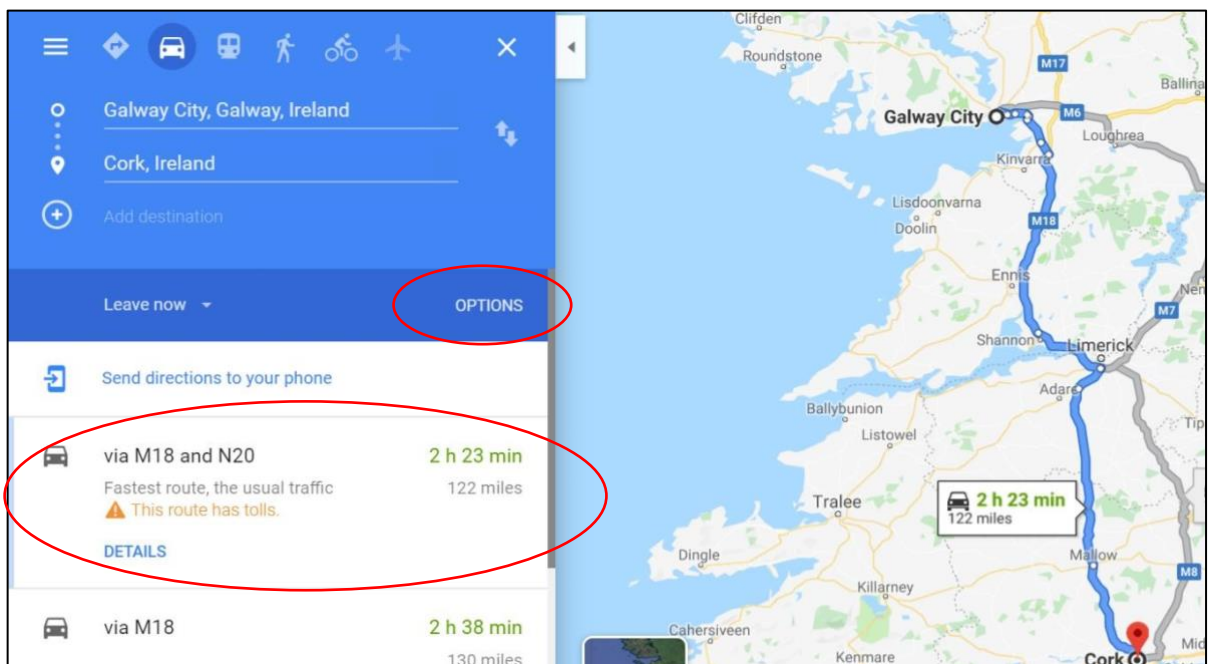 Galway City, Galway, Ireland
Cork, Ireland
Add destination
Leave now
OPTIONS
Send directions to your phone
via M18 and N20
2 h 23 min
Fastest route, the usual traffic
122 miles
This route has tolls.
DETAILS
via M18
2 h 38 min
130 miles
Clifden
Roundstone
M17
Ballina
Galway City
M6
Loughrea
Kinvarra
Lisdoonvarna
Doolin
M18
Ennis
Nen
M7
Shannon
Limerick
Adare
Ballybunion
Listowel
Tip
Tralee
2 h 23 min
122 miles
Dingle
Mallow
M8
Killarney
Cahersiveen
Kenmare
Mid
Cork